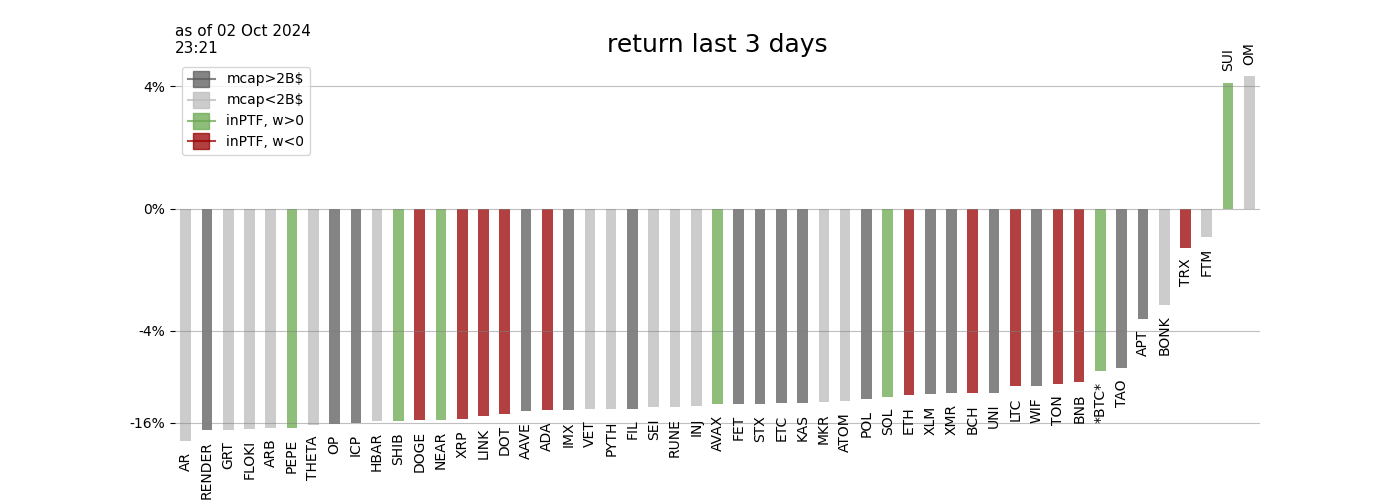 as of 02 Oct 2024
23:21
return last 3 days
mcap>2B$
mcap<2B$
inPTF, w>0
inPTF, w<0
4%
0%
-4%
-16%
AR
RENDER
GRT
FLOKI
ARB
PEPE
THETA
OP
ICP
HBAR
SHIB
DOGE
NEAR
XRP
LINK
DOT
AAVE
ADA
IMX
VET
PYTH
FIL
SEI
RUNE
INJ
AVAX
FET
STX
ETC
KAS
MKR
ATOM
POL
SOL
ETH
XLM
XMR
BCH
UNI
LTC
WIF
TON
BNB
*BTC*
TAO
APT
BONK
TRX
FTM
SUI
OM